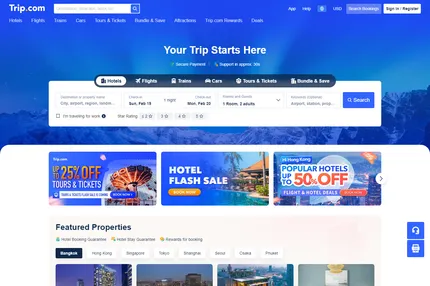 Trip.com
App Help USD Search Bookings Sign in / Register
Hotels Flights Trains Cars Tours & Tickets Bundle & Save Attractions Trip.com Rewards Deals
Your Trip Starts Here
Secure Payment Support in approx. 30s
Hotels Flights Trains Cars Tours & Tickets Bundle & Save
Destination or property name Check-in Check-out Rooms and Guests Keywords (Optional)
City, airport, region, landm... Sun, Feb 19 1 night Mon, Feb 20 1 Room, 2 adults Airport, station, prop...
Search
I'm traveling for work Star Rating ≤2 3 4 5
Trip.com
UP TO 25% OFF
TOURS & TICKETS
BOOK NOW
HOTEL
FLASH SALE
BOOK NOW
Hi Hong Kong
POPULAR HOTELS
UP TO 50% OFF
FLIGHT & HOTEL DEALS
Featured Properties
Hotel Booking Guarantee Hotel Stay Guarantee Rewards for booking
Bangkok Hong Kong Singapore Tokyo Shanghai Seoul Osaka Phuket